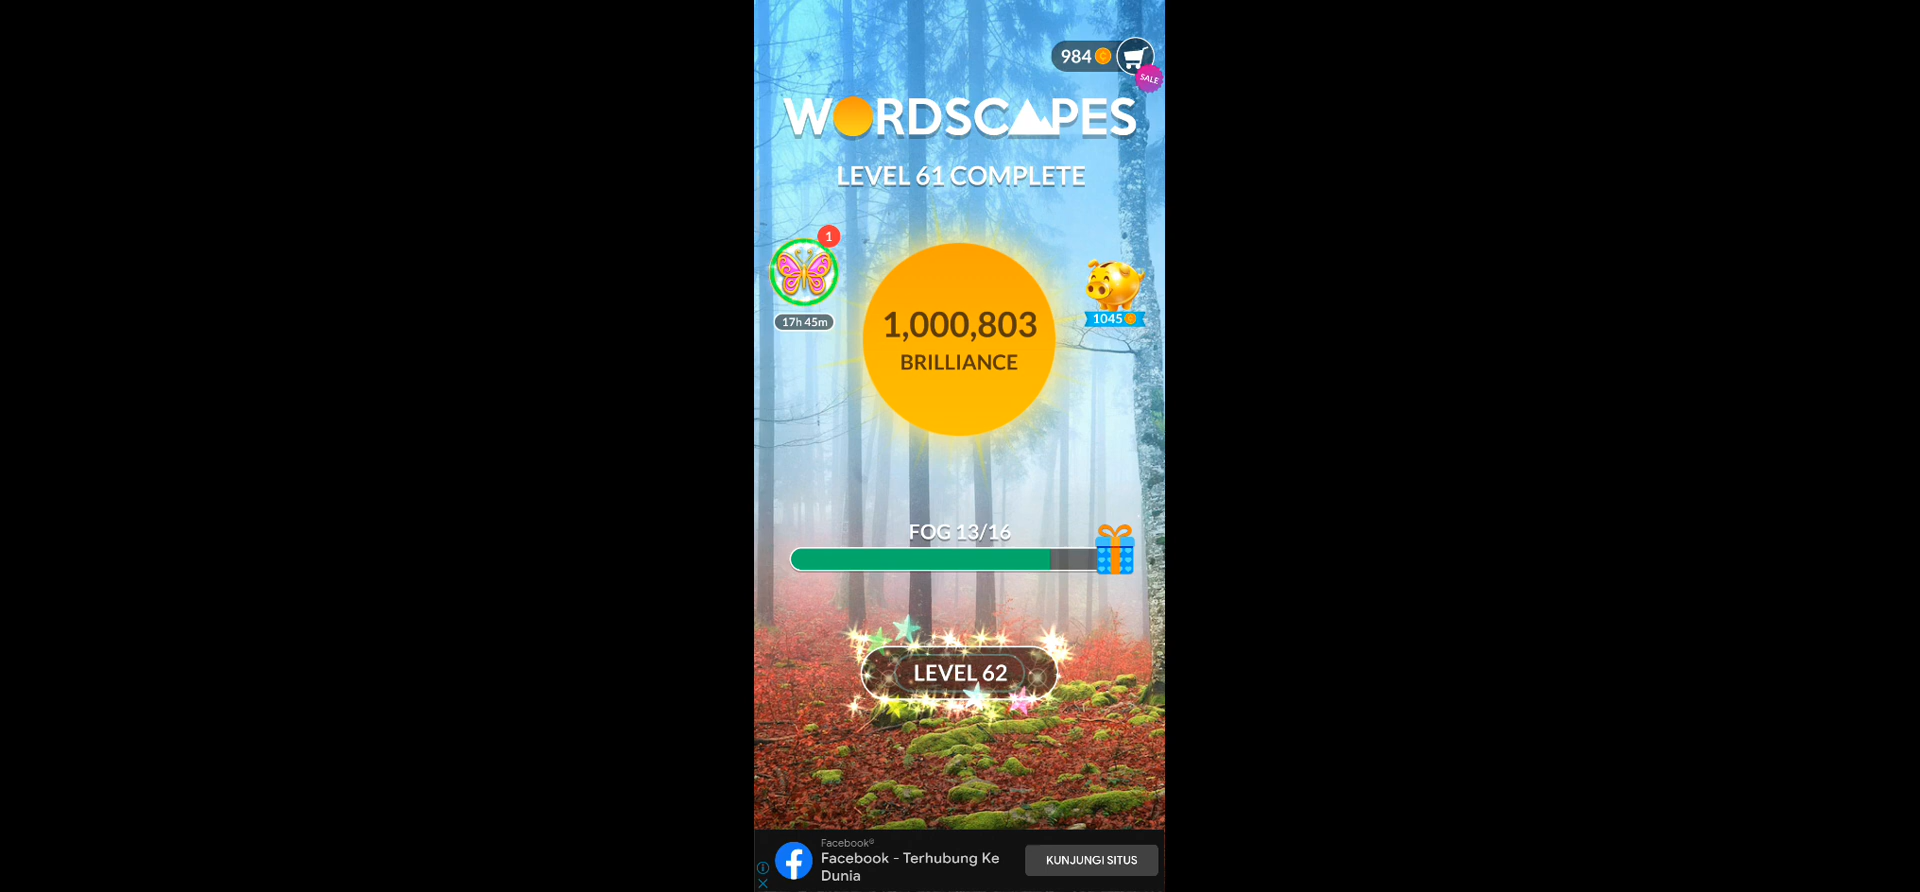 984
SALE
WORDSCAPES
LEVEL 61 COMPLETE
1
17h 45m
1,000,803
BRILLIANCE
1045
FOG 13/16
LEVEL 62
Facebook®
Facebook - Terhubung Ke
Dunia
KUNJUNGI SITUS